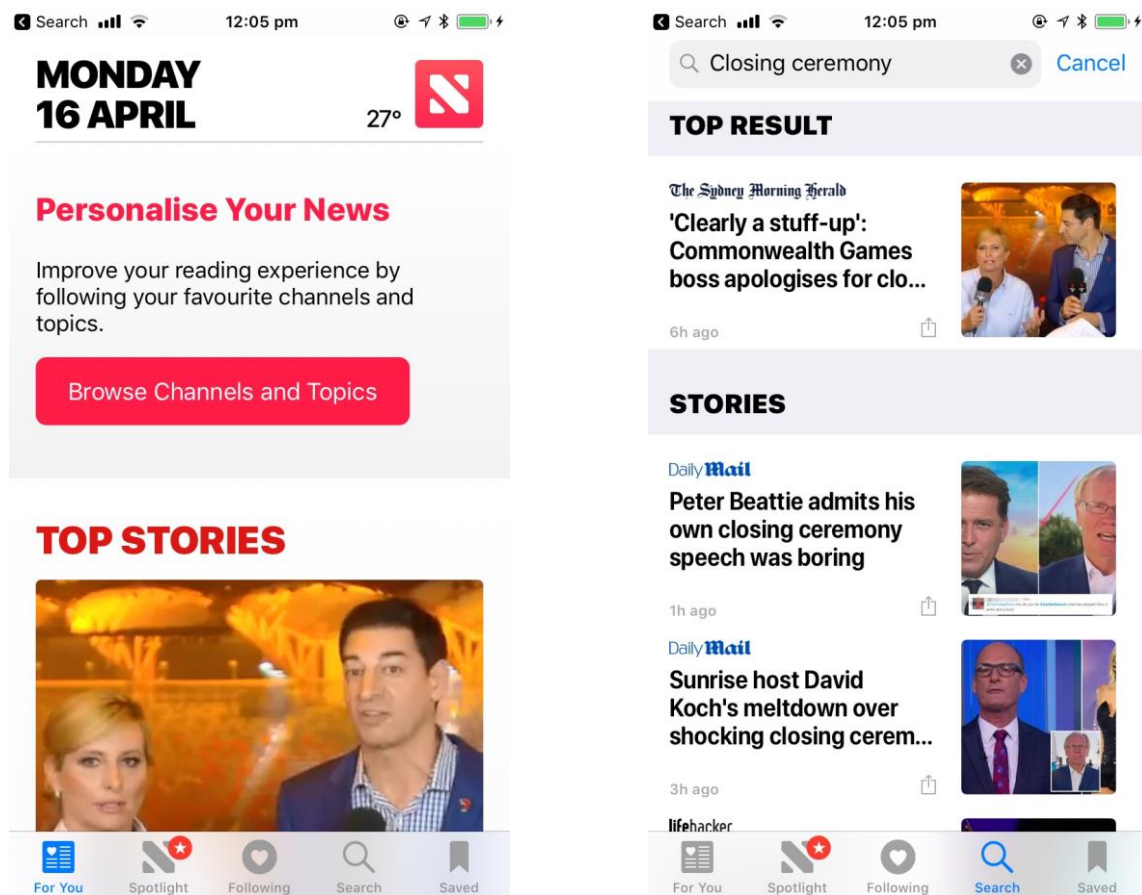 Search
12:05 pm
MONDAY
16 APRIL
27°
Personalise Your News
Improve your reading experience by
following your favourite channels and
topics.
Browse Channels and Topics
TOP STORIES
For You
Spotlight
Following
Search
Saved
Search
12:05 pm
Closing ceremony
Cancel
TOP RESULT
The Sydney Morning Herald
'Clearly a stuff-up':
Commonwealth Games
boss apologises for clo...
6h ago
STORIES
Daily Mail
Peter Beattie admits his
own closing ceremony
speech was boring
1h ago
Daily Mail
Sunrise host David
Koch's meltdown over
shocking closing cerem...
3h ago
lifehacker
For You
Spotlight
Following
Search
Saved